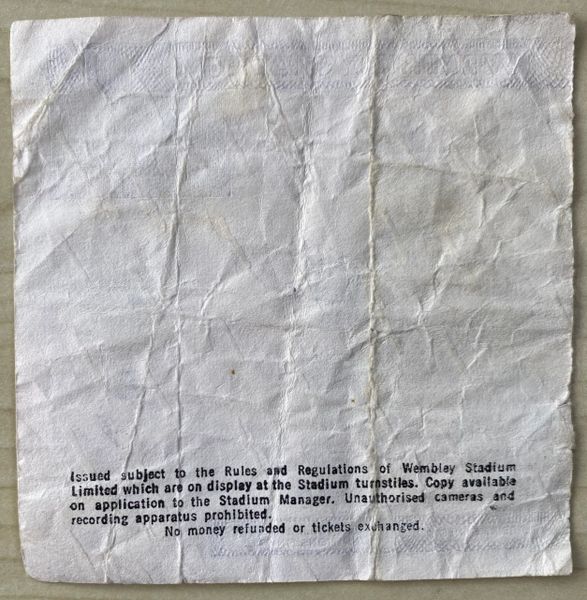 Issued subject to the Rules and Regulations of Wembley Stadium
Limited which are on display at the Stadium turnstiles. Copy available
on application to the Stadium Manager. Unauthorised cameras and
recording apparatus prohibited.
No money refunded or tickets exchanged.